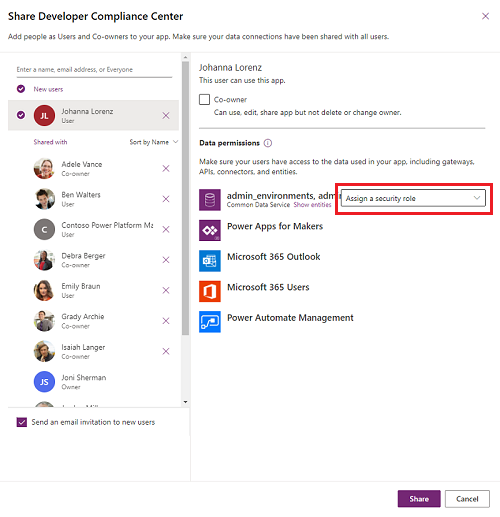 Share Developer Compliance Center
Add people as Users and Co-owners to your app. Make sure your data connections have been shared with all users.
Enter a name, email address, or Everyone
New users
JL
Johanna Lorenz
User
Shared with
Sort by Name
Adele Vance
Co-owner
Ben Walters
User
C
Contoso Power Platform Ma
User
Debra Berger
Co-owner
Emily Braun
User
Grady Archie
Co-owner
Isaiah Langer
Co-owner
JS
Joni Sherman
Owner
Send an email invitation to new users
Johanna Lorenz
This user can use this app.
Co-owner
Can use, edit, share app but not delete or change owner.
Data permissions
Make sure your users have access to the data used in your app, including gateways,
APIs, connectors, and entities.
admin_environments, adm
Common Data Service Show entities
Assign a security role
Power Apps for Makers
Microsoft 365 Outlook
Microsoft 365 Users
Power Automate Management
Share
Cancel